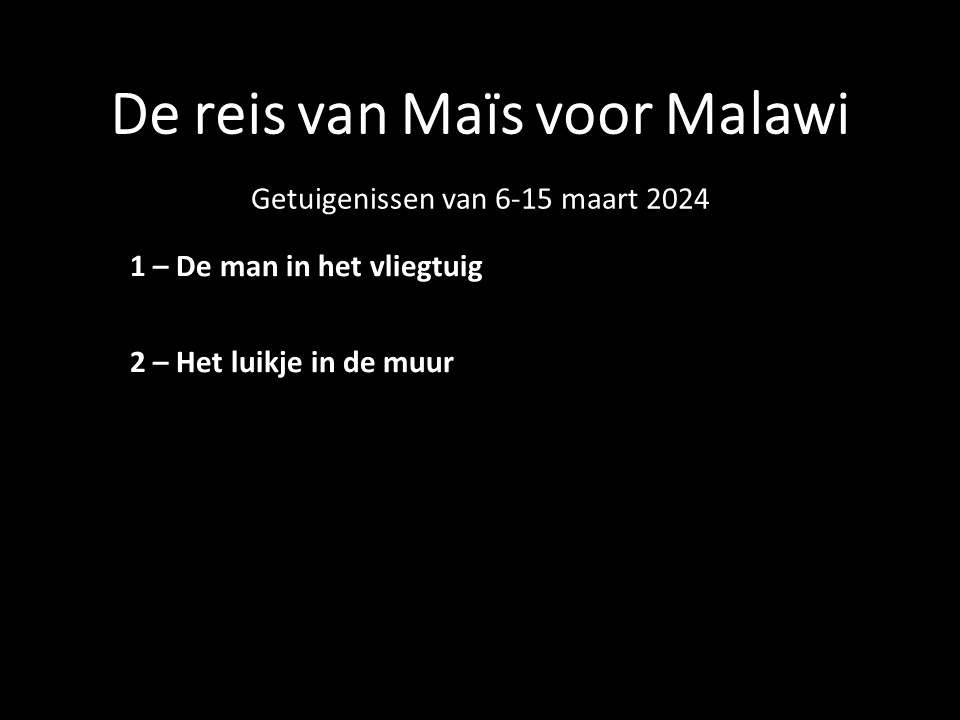 De reis van Maïs voor Malawi
Getuigenissen van 6-15 maart 2024
1 – De man in het vliegtuig
2 – Het luikje in de muur